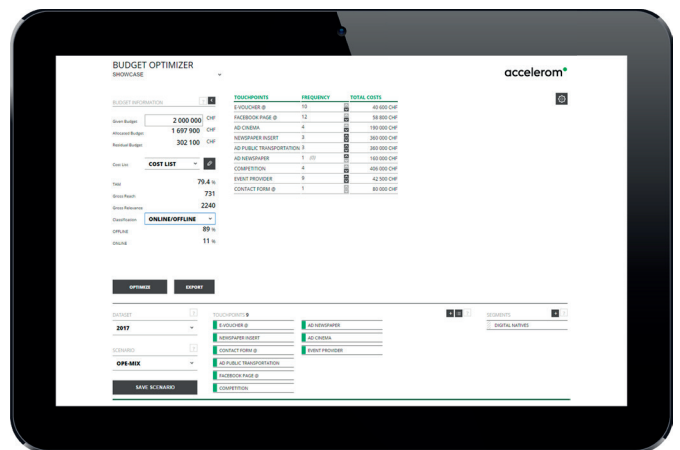 BUDGET OPTIMIZER
SHOWCASE
accelerom
BUDGET INFORMATION
Given Budget 2 000 000 CHF
Allocated Budget 1 697 900 CHF
Residual Budget 302 100 CHF
Cost List COST LIST
Total 79.4 %
Gross Reach 731
Gross Relevance 2240
Classification ONLINE/OFFLINE
OFFLINE 89 %
ONLINE 11 %
OPTIMIZE EXPORT
TOUCHPOINTS FREQUENCY TOTAL COSTS
E-VOUCHER @ 10 40 600 CHF
FACEBOOK PAGE @ 12 58 800 CHF
AD CINEMA 4 190 000 CHF
NEWSPAPER INSERT 3 360 000 CHF
AD PUBLIC TRANSPORTATION 3 360 000 CHF
AD NEWSPAPER 1 160 000 CHF
COMPETITION 4 406 000 CHF
EVENT PROVIDER 9 42 500 CHF
CONTACT FORM @ 1 80 000 CHF
DATASET
2017
SCENARIO
OPE-MIX
SAVE SCENARIO
TOUCHPOINTS 9
E-VOUCHER @
NEWSPAPER INSERT
CONTACT FORM @
AD PUBLIC TRANSPORTATION
FACEBOOK PAGE @
COMPETITION
AD NEWSPAPER
AD CINEMA
EVENT PROVIDER
SEGMENTS
DIGITAL NATIVES